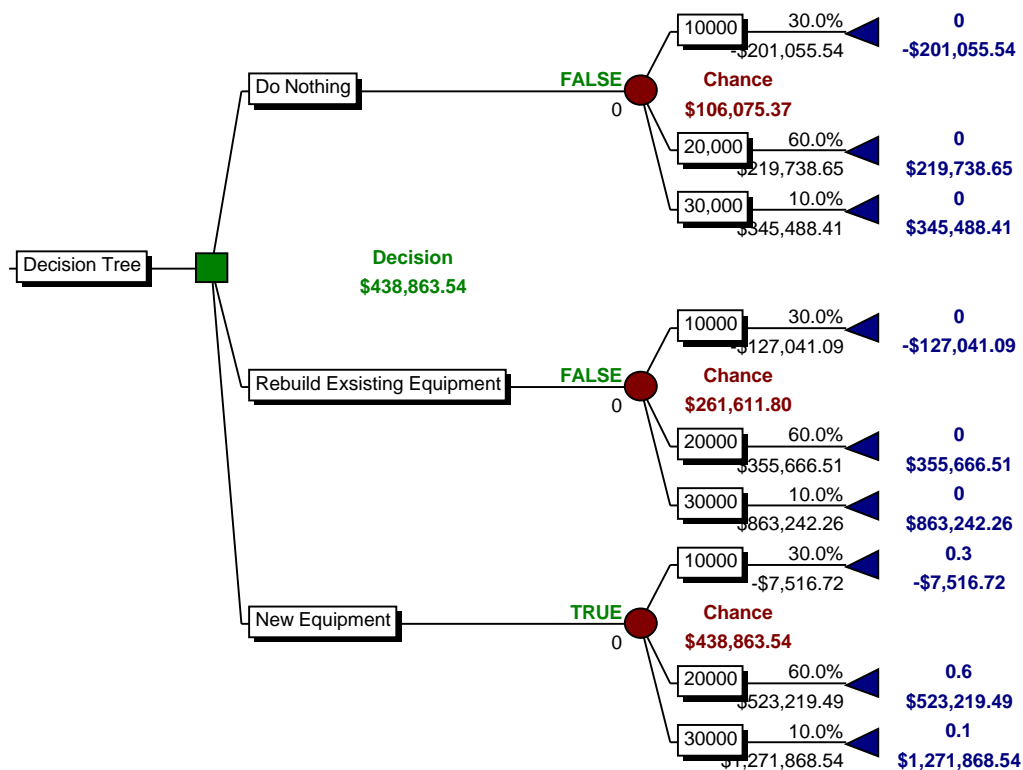 10000 30.0% 0
-$201,055.54 -$201,055.54
Do Nothing FALSE Chance
0 $106,075.37
20,000 60.0% 0
$219,738.65 $219,738.65
30,000 10.0% 0
$345,488.41 $345,488.41
Decision Tree Decision
$438,863.54
10000 30.0% 0
-$127,041.09 -$127,041.09
Rebuild Exsisting Equipment FALSE Chance
0 $261,611.80
20000 60.0% 0
$355,666.51 $355,666.51
30000 10.0% 0
$863,242.26 $863,242.26
10000 30.0% 0.3
-$7,516.72 -$7,516.72
New Equipment TRUE Chance
0 $438,863.54
20000 60.0% 0.6
$523,219.49 $523,219.49
30000 10.0% 0.1
$1,271,868.54 $1,271,868.54